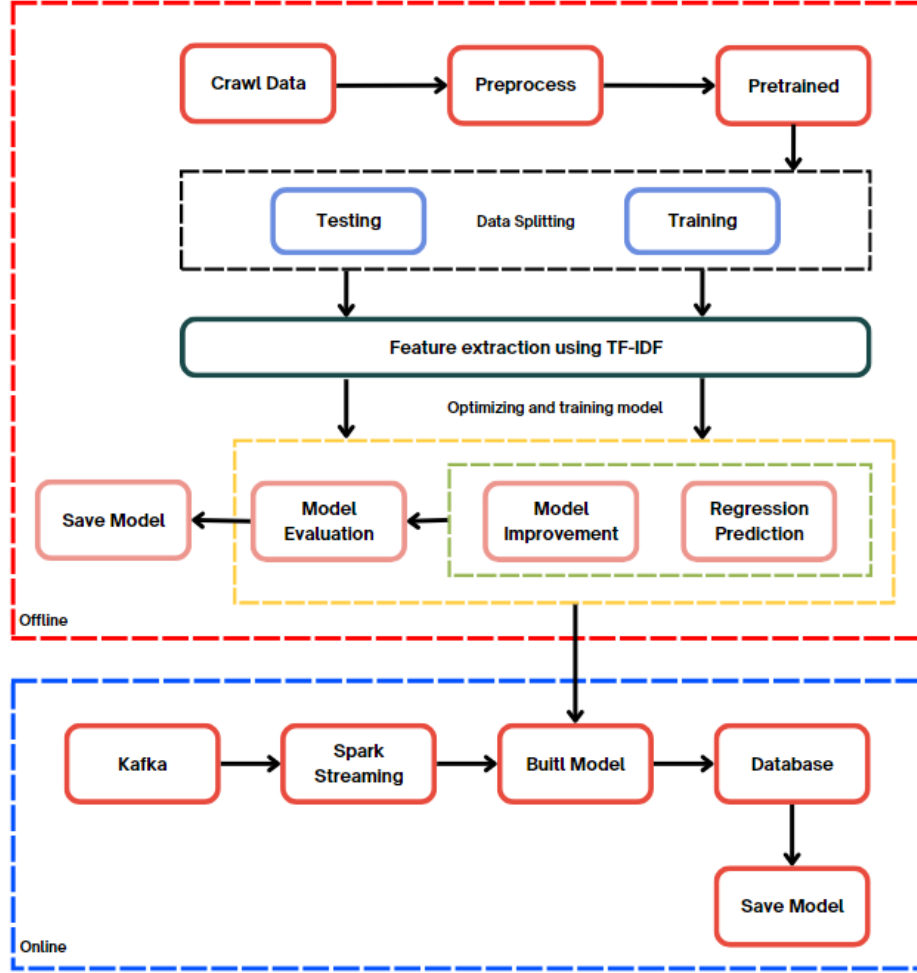 Crawl Data
Preprocess
Pretrained
Testing
Data Splitting
Training
Feature extraction using TF-IDF
Optimizing and training model
Save Model
Model
Evaluation
Model
Improvement
Regression
Prediction
Offline
Kafka
Spark
Streaming
Buitl Model
Database
Save Model
Online